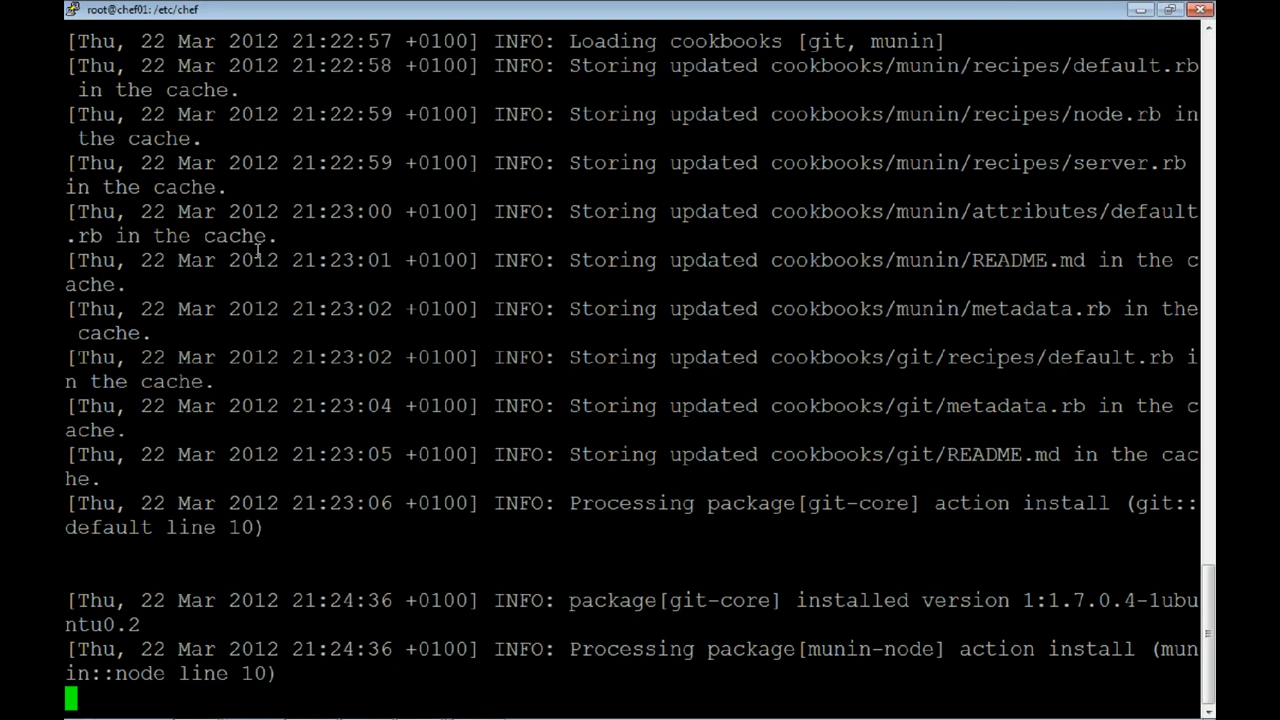 root@chef01: /etc/chef
[Thu, 22 Mar 2012 21:22:57 +0100] INFO: Loading cookbooks [git, munin]
[Thu, 22 Mar 2012 21:22:58 +0100] INFO: Storing updated cookbooks/munin/recipes/default.rb
 in the cache.
[Thu, 22 Mar 2012 21:22:59 +0100] INFO: Storing updated cookbooks/munin/recipes/node.rb in
 the cache.
[Thu, 22 Mar 2012 21:22:59 +0100] INFO: Storing updated cookbooks/munin/recipes/server.rb
in the cache.
[Thu, 22 Mar 2012 21:23:00 +0100] INFO: Storing updated cookbooks/munin/attributes/default
.rb in the cache.
[Thu, 22 Mar 2012 21:23:01 +0100] INFO: Storing updated cookbooks/munin/README.md in the c
ache.
[Thu, 22 Mar 2012 21:23:02 +0100] INFO: Storing updated cookbooks/munin/metadata.rb in the
 cache.
[Thu, 22 Mar 2012 21:23:02 +0100] INFO: Storing updated cookbooks/git/recipes/default.rb i
n the cache.
[Thu, 22 Mar 2012 21:23:04 +0100] INFO: Storing updated cookbooks/git/metadata.rb in the c
ache.
[Thu, 22 Mar 2012 21:23:05 +0100] INFO: Storing updated cookbooks/git/README.md in the cac
he.
[Thu, 22 Mar 2012 21:23:06 +0100] INFO: Processing package[git-core] action install (git::
default line 10)
[Thu, 22 Mar 2012 21:24:36 +0100] INFO: package[git-core] installed version 1:1.7.0.4-1ubu
ntu0.2
[Thu, 22 Mar 2012 21:24:36 +0100] INFO: Processing package[munin-node] action install (mun
in::node line 10)